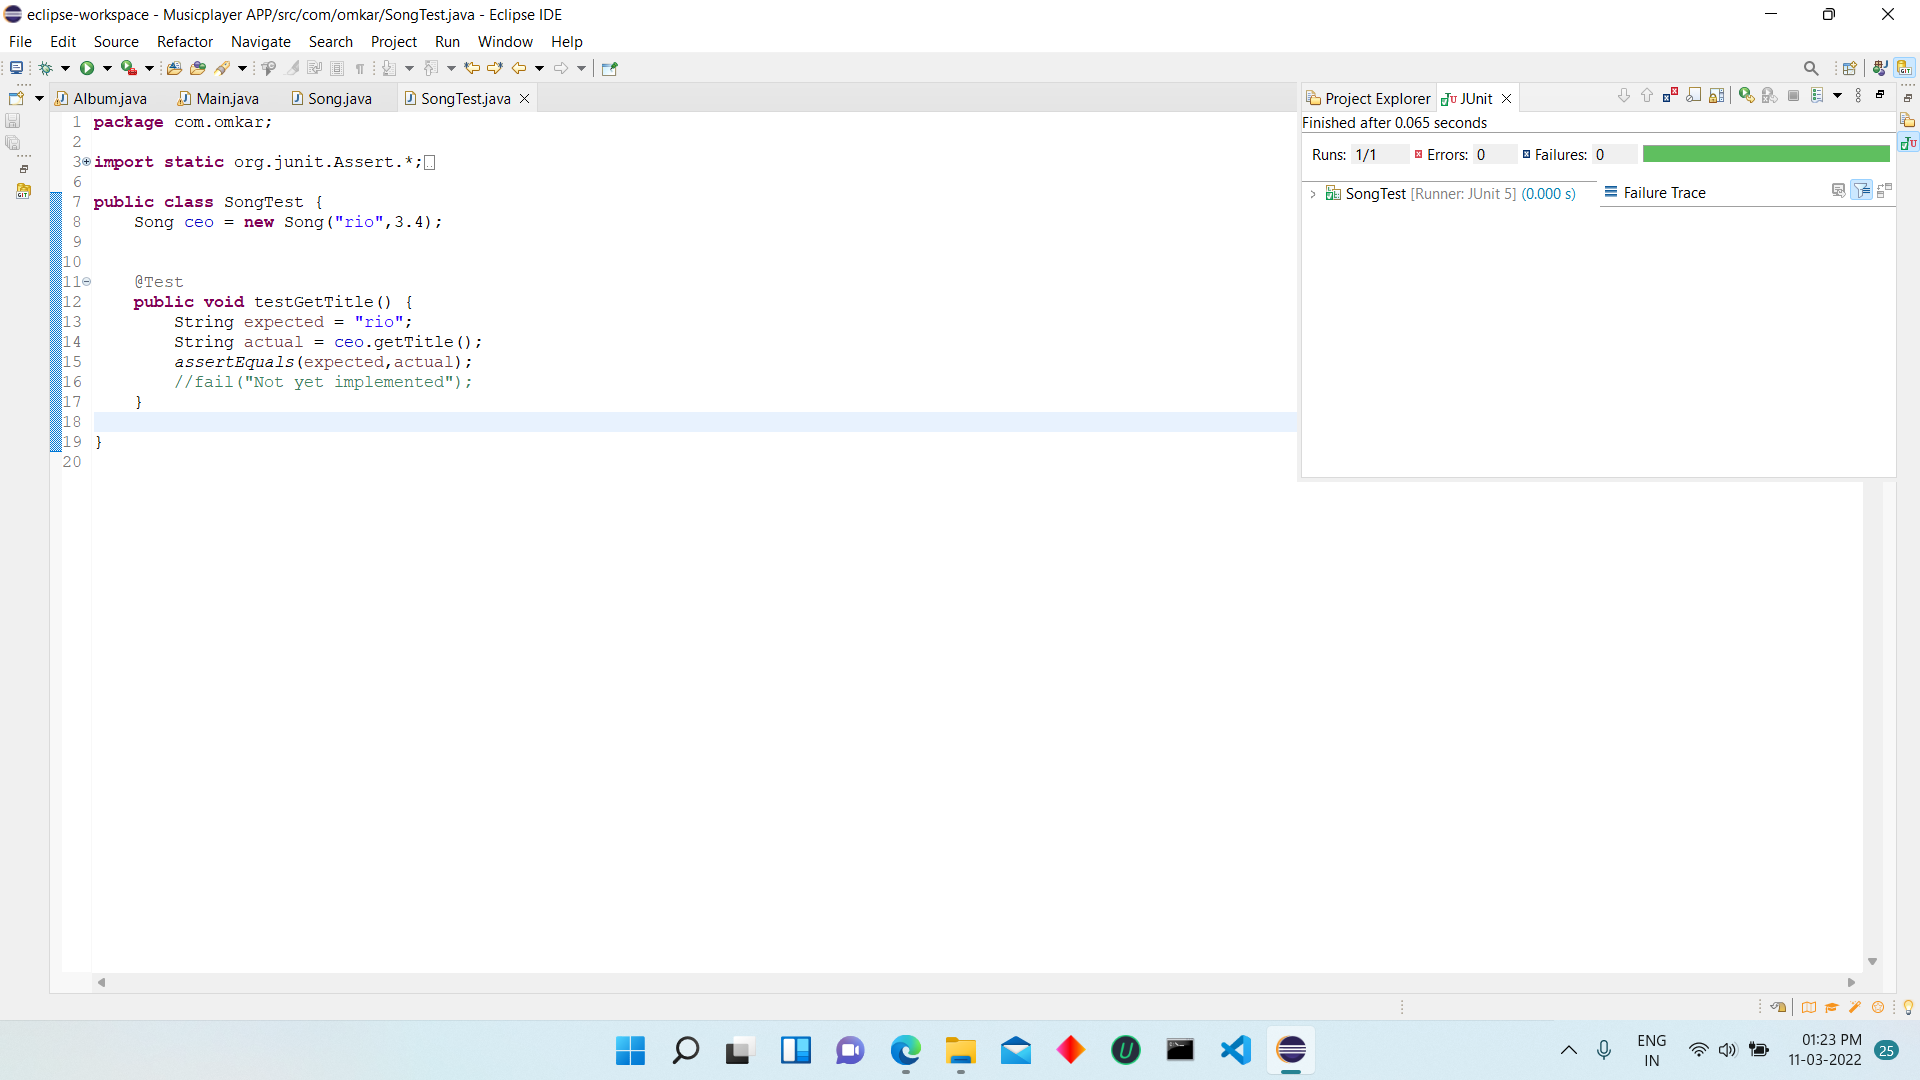 eclipse-workspace - Musicplayer APP/src/com/omkar/SongTest.java - Eclipse IDE
File Edit Source Refactor Navigate Search Project Run Window Help
Album.java Main.java Song.java SongTest.java
Project Explorer JUnit
Finished after 0.065 seconds
Runs: 1/1 Errors: 0 Failures: 0
SongTest [Runner: JUnit 5] (0.000 s)
Failure Trace
1 package com.omkar;
2
3 import static org.junit.Assert.*;
6
7 public class SongTest {
8 Song ceo = new Song("rio",3.4);
9
10
11 @Test
12 public void testGetTitle() {
13 String expected = "rio";
14 String actual = ceo.getTitle();
15 assertEquals(expected,actual);
16 //fail("Not yet implemented");
17 }
18
19 }
20
ENG
IN
01:23 PM
11-03-2022
25